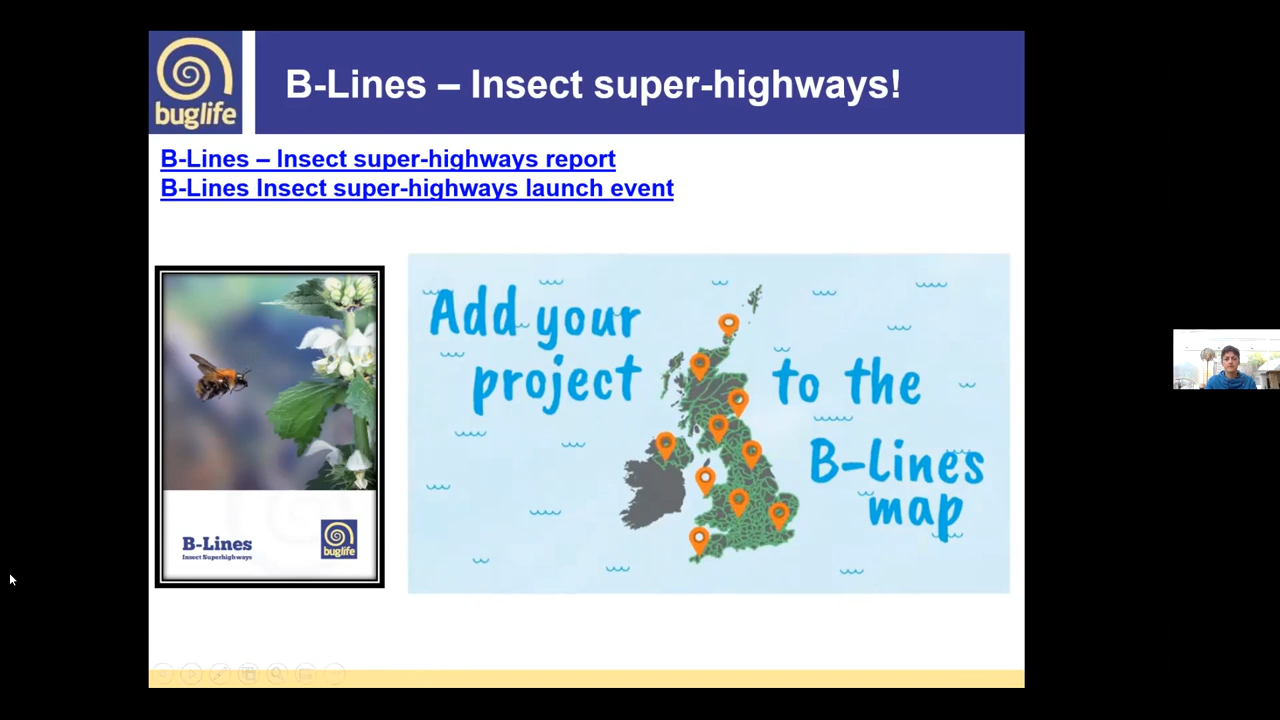 buglife
B-Lines – Insect super-highways!
B-Lines – Insect super-highways report
B-Lines Insect super-highways launch event
Add your
project
to the
B-Lines
map
B-Lines
Insect Superhighways
buglife